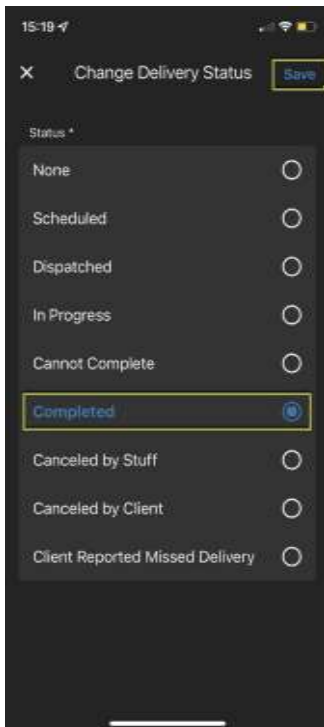 15:19
Change Delivery Status Save
Status *
None
Scheduled
Dispatched
In Progress
Cannot Complete
Completed
Canceled by Stuff
Canceled by Client
Client Reported Missed Delivery